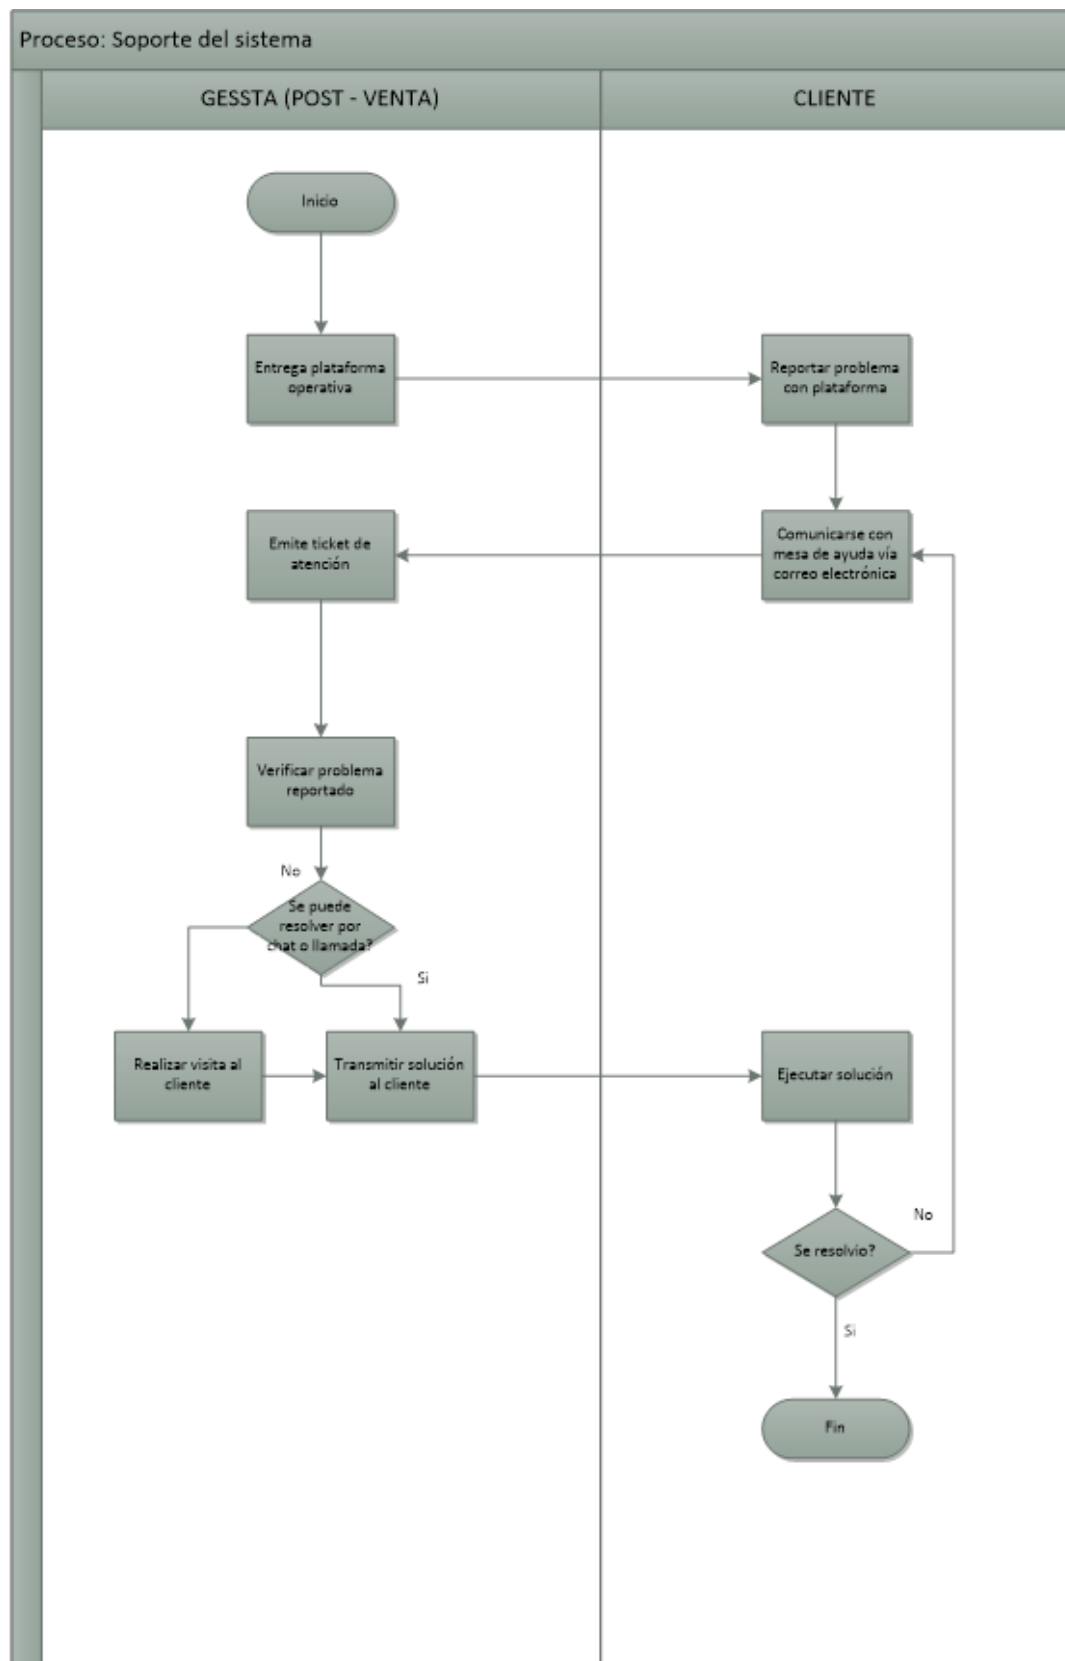 Proceso: Soporte del sistema
GESSTA (POST - VENTA)
CLIENTE
Inicio
Entrega plataforma
operativa
Reportar problema
con plataforma
Emite ticket de
atención
Comunicarse con
mesa de ayuda vía
correo electrónica
Verificar problema
reportado
No
Se puede
resolver por
chat o llamada?
Si
Realizar visita al
cliente
Transmitir solución
al cliente
Ejecutar solución
No
Se resolvio?
Si
Fin